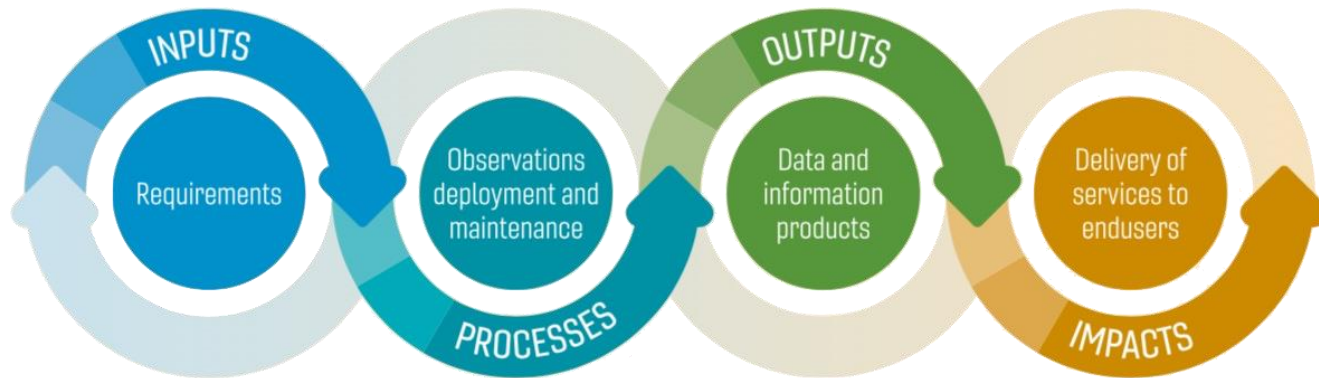 INPUTS
Requirements
Observations
deployment and
maintenance
PROCESSES
OUTPUTS
Data and
information
products
Delivery of
services to
endusers
IMPACTS